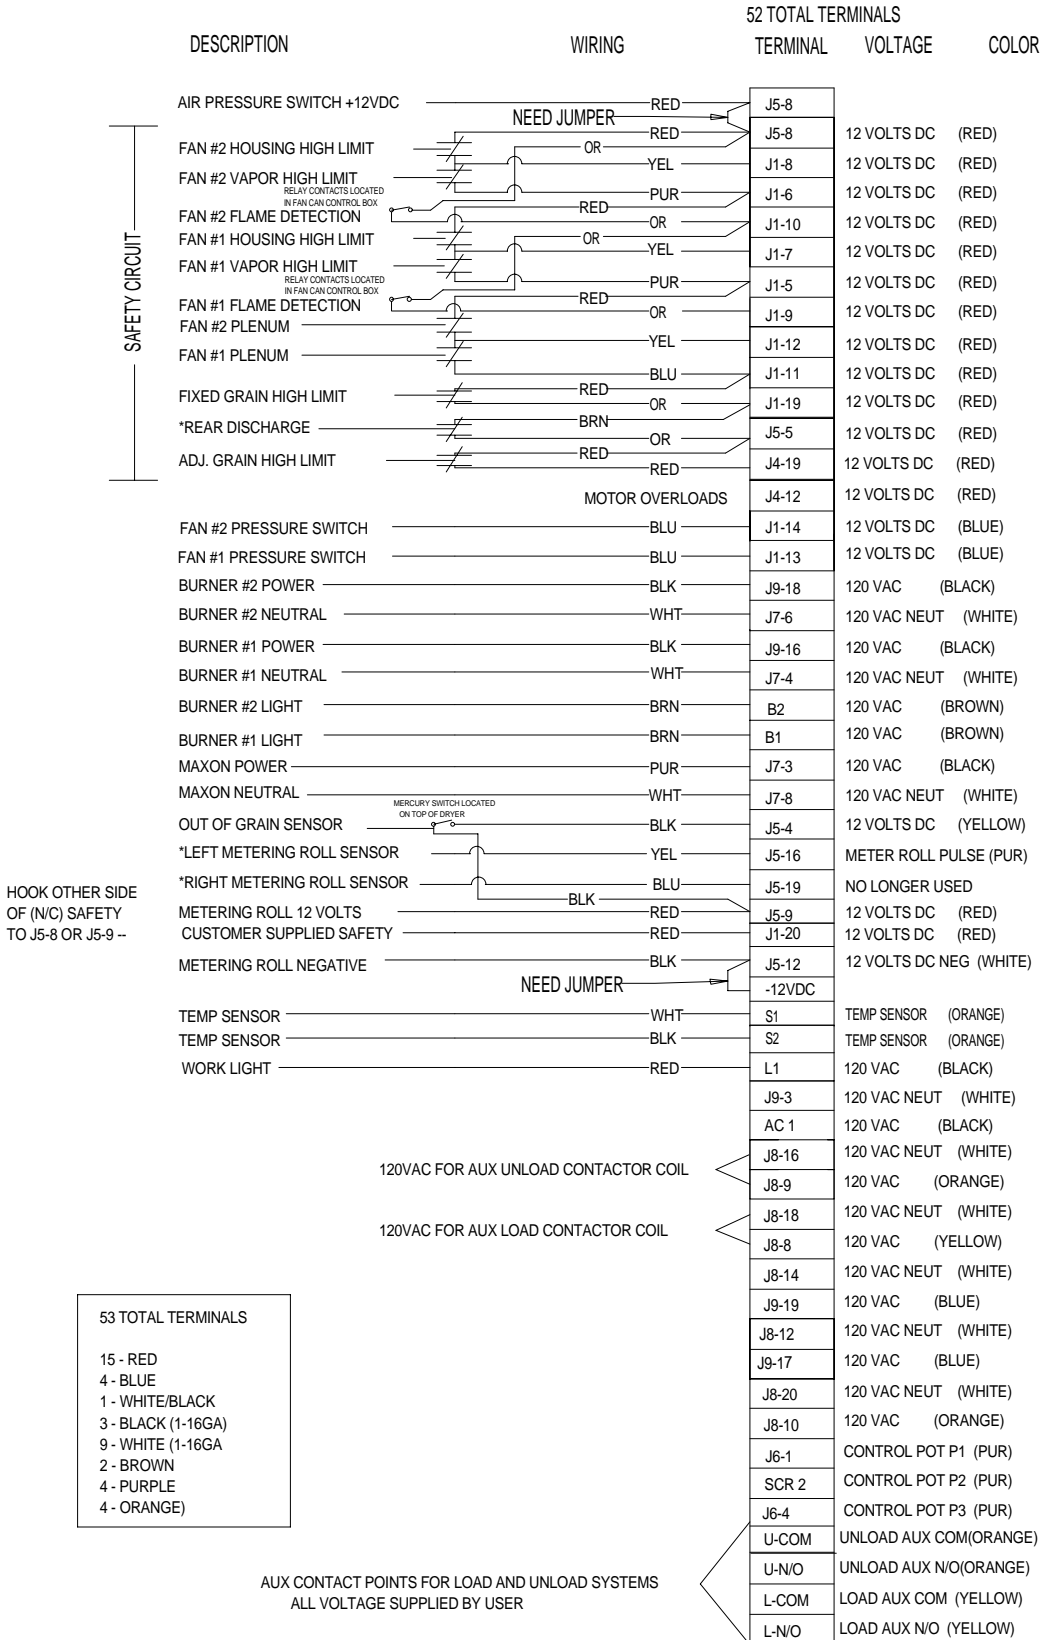 52 TOTAL TERMINALS
DESCRIPTION WIRING TERMINAL VOLTAGE COLOR
AIR PRESSURE SWITCH +12VDC RED J5-8
NEED JUMPER
RED J5-8 12 VOLTS DC (RED)
FAN #2 HOUSING HIGH LIMIT OR
YEL J1-8 12 VOLTS DC (RED)
FAN #2 VAPOR HIGH LIMIT
RELAY CONTACTS LOCATED
IN FAN CAN CONTROL BOX
PUR J1-6 12 VOLTS DC (RED)
RED
FAN #2 FLAME DETECTION OR J1-10 12 VOLTS DC (RED)
FAN #1 HOUSING HIGH LIMIT OR
YEL J1-7 12 VOLTS DC (RED)
FAN #1 VAPOR HIGH LIMIT
RELAY CONTACTS LOCATED
IN FAN CAN CONTROL BOX
PUR J1-5 12 VOLTS DC (RED)
RED
FAN #1 FLAME DETECTION OR J1-9 12 VOLTS DC (RED)
FAN #2 PLENUM
YEL J1-12 12 VOLTS DC (RED)
FAN #1 PLENUM
BLU J1-11 12 VOLTS DC (RED)
RED
FIXED GRAIN HIGH LIMIT OR J1-19 12 VOLTS DC (RED)
BRN
*REAR DISCHARGE
OR J5-5 12 VOLTS DC (RED)
RED
ADJ. GRAIN HIGH LIMIT
RED J4-19 12 VOLTS DC (RED)
SAFETY CIRCUIT
MOTOR OVERLOADS J4-12 12 VOLTS DC (RED)
FAN #2 PRESSURE SWITCH BLU J1-14 12 VOLTS DC (BLUE)
FAN #1 PRESSURE SWITCH BLU J1-13 12 VOLTS DC (BLUE)
BURNER #2 POWER BLK J9-18 120 VAC (BLACK)
BURNER #2 NEUTRAL WHT J7-6 120 VAC NEUT (WHITE)
BURNER #1 POWER BLK J9-16 120 VAC (BLACK)
BURNER #1 NEUTRAL WHT J7-4 120 VAC NEUT (WHITE)
BURNER #2 LIGHT BRN B2 120 VAC (BROWN)
BURNER #1 LIGHT BRN B1 120 VAC (BROWN)
MAXON POWER PUR J7-3 120 VAC (BLACK)
MAXON NEUTRAL WHT J7-8 120 VAC NEUT (WHITE)
MERCURY SWITCH LOCATED
ON TOP OF DRYER
OUT OF GRAIN SENSOR BLK J5-4 12 VOLTS DC (YELLOW)
*LEFT METERING ROLL SENSOR YEL J5-16 METER ROLL PULSE (PUR)
*RIGHT METERING ROLL SENSOR BLU J5-19 NO LONGER USED
BLK
METERING ROLL 12 VOLTS RED J5-9 12 VOLTS DC (RED)
CUSTOMER SUPPLIED SAFETY RED J1-20 12 VOLTS DC (RED)
HOOK OTHER SIDE
OF (N/C) SAFETY
TO J5-8 OR J5-9 --
METERING ROLL NEGATIVE BLK J5-12 12 VOLTS DC NEG (WHITE)
NEED JUMPER -12VDC
TEMP SENSOR WHT S1 TEMP SENSOR (ORANGE)
TEMP SENSOR BLK S2 TEMP SENSOR (ORANGE)
WORK LIGHT RED L1 120 VAC (BLACK)
J9-3 120 VAC NEUT (WHITE)
AC 1 120 VAC (BLACK)
120VAC FOR AUX UNLOAD CONTACTOR COIL
J8-16 120 VAC NEUT (WHITE)
J8-9 120 VAC (ORANGE)
120VAC FOR AUX LOAD CONTACTOR COIL
J8-18 120 VAC NEUT (WHITE)
J8-8 120 VAC (YELLOW)
J8-14 120 VAC NEUT (WHITE)
J9-19 120 VAC (BLUE)
J8-12 120 VAC NEUT (WHITE)
J9-17 120 VAC (BLUE)
J8-20 120 VAC NEUT (WHITE)
J8-10 120 VAC (ORANGE)
J6-1 CONTROL POT P1 (PUR)
SCR 2 CONTROL POT P2 (PUR)
J6-4 CONTROL POT P3 (PUR)
U-COM UNLOAD AUX COM(ORANGE)
U-N/O UNLOAD AUX N/O(ORANGE)
L-COM LOAD AUX COM (YELLOW)
L-N/O LOAD AUX N/O (YELLOW)
AUX CONTACT POINTS FOR LOAD AND UNLOAD SYSTEMS
ALL VOLTAGE SUPPLIED BY USER
53 TOTAL TERMINALS
15 - RED
4 - BLUE
1 - WHITE/BLACK
3 - BLACK (1-16GA)
9 - WHITE (1-16GA
2 - BROWN
4 - PURPLE
4 - ORANGE)